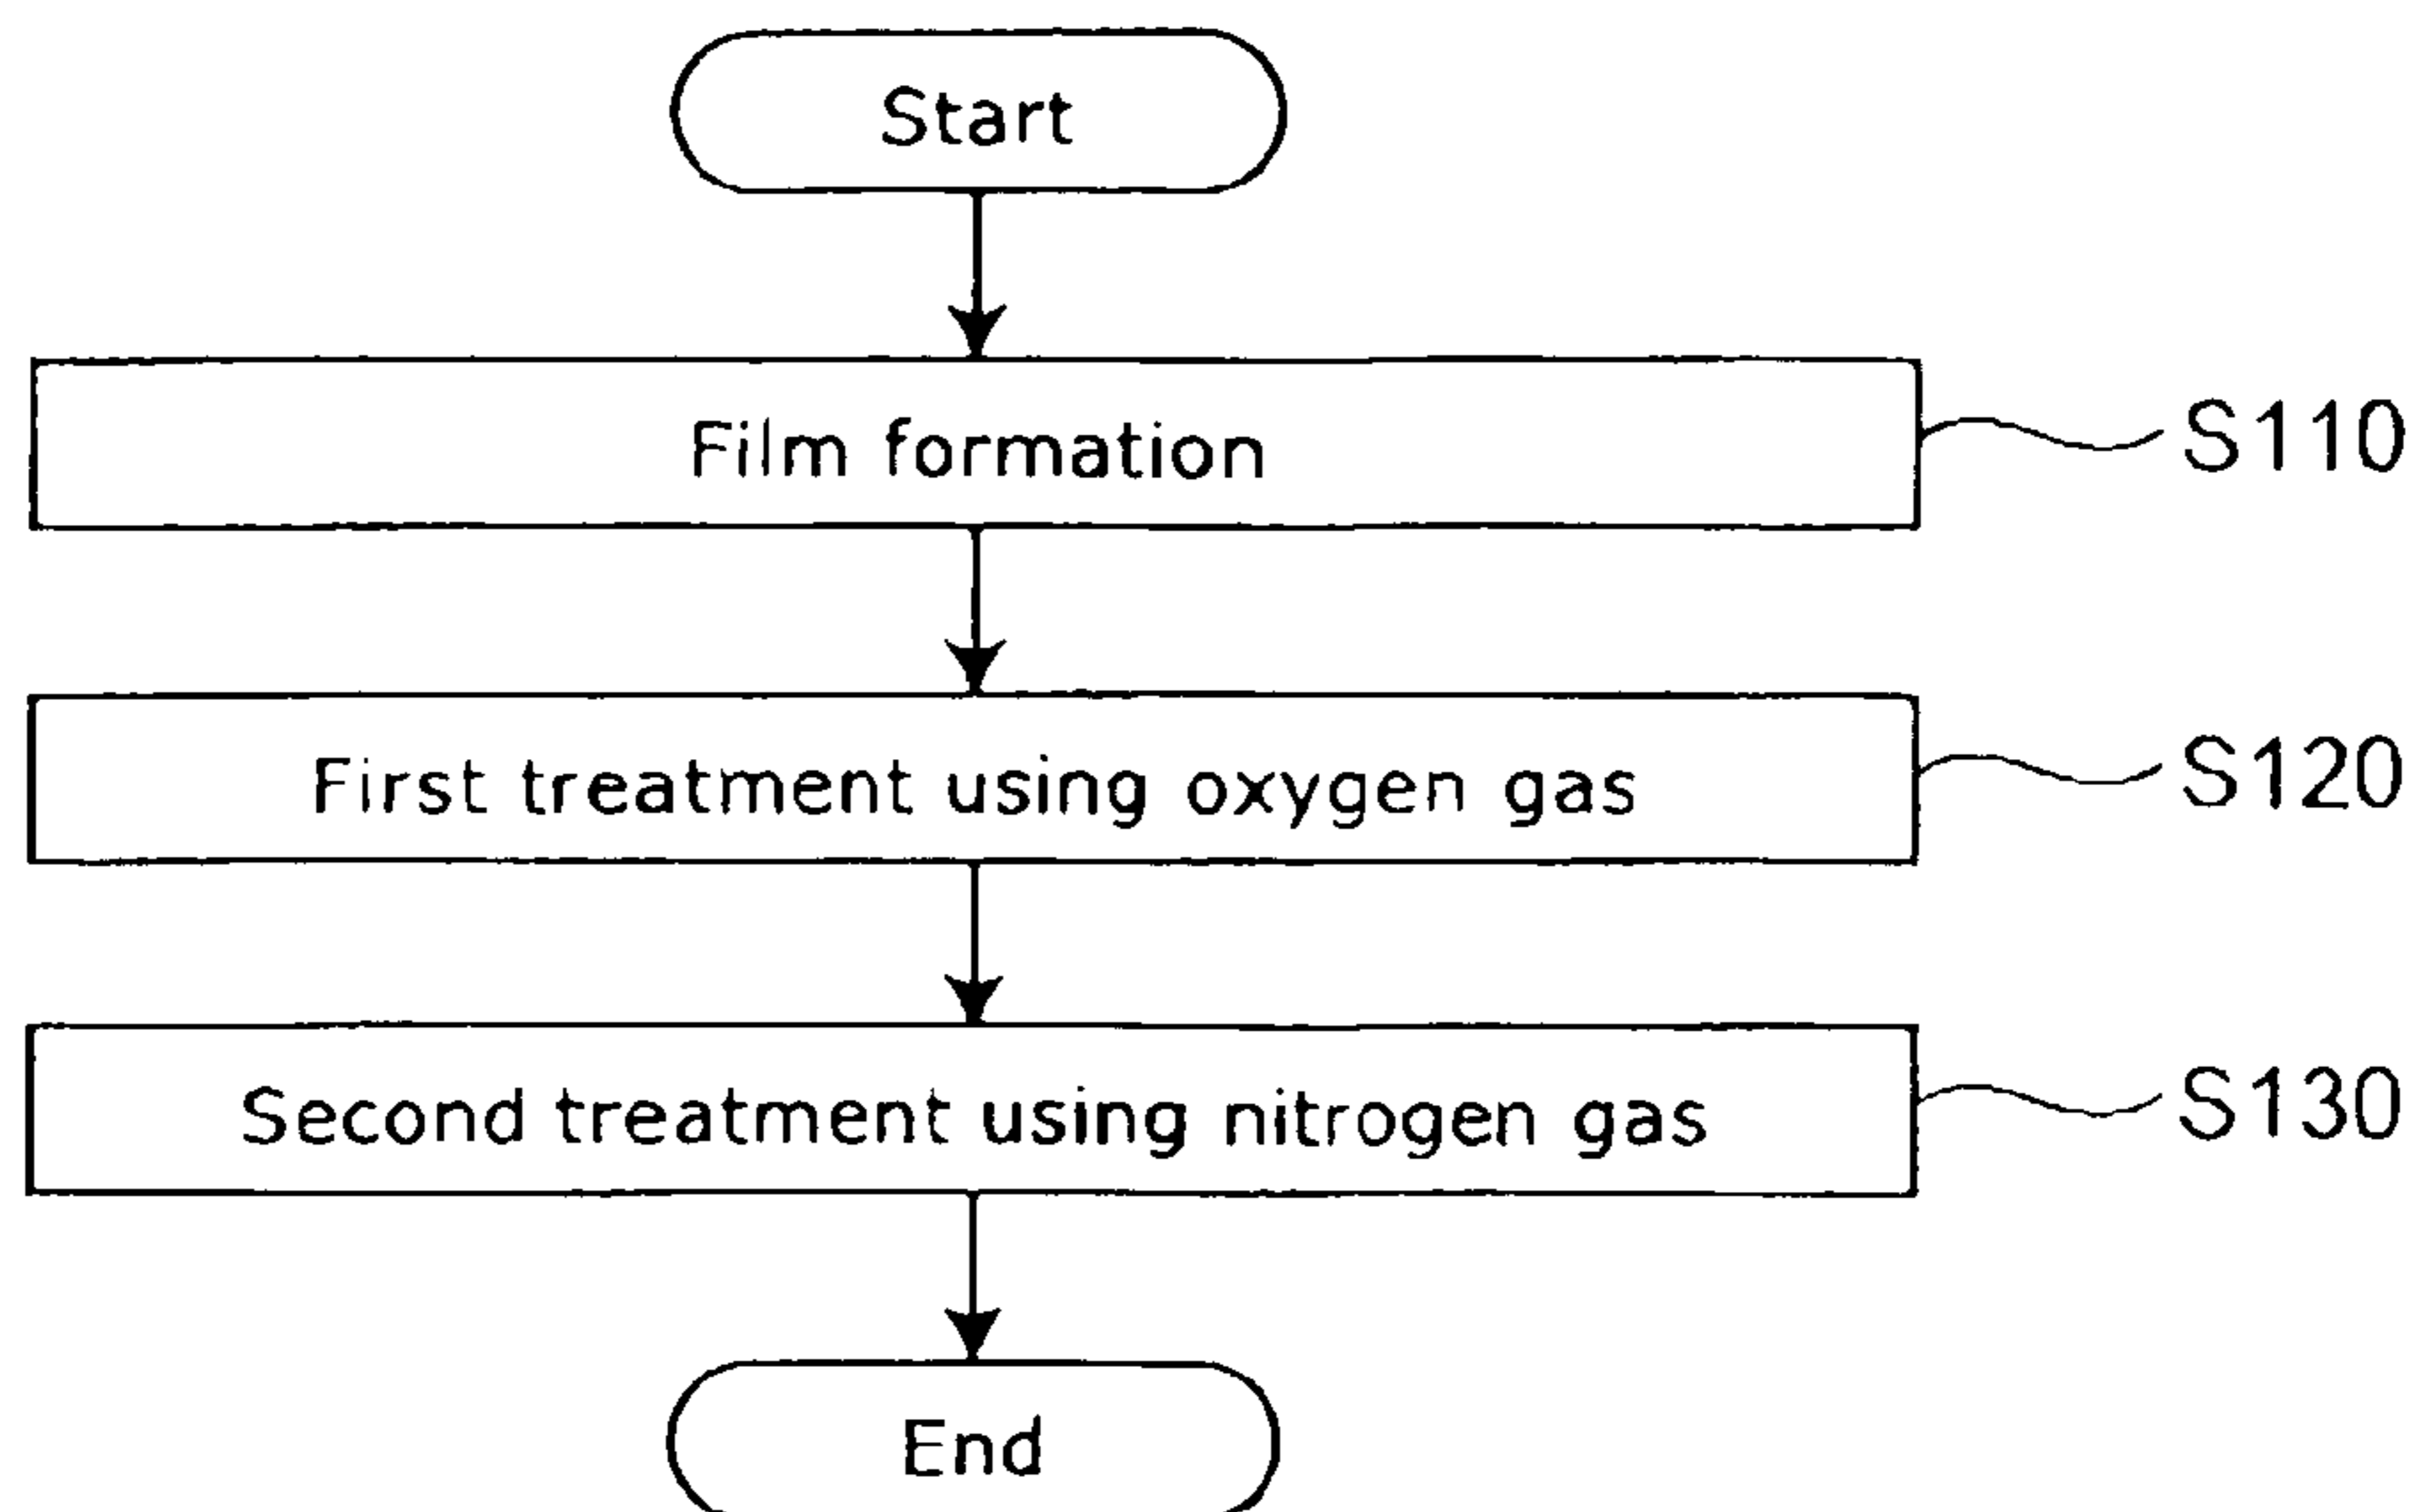 Start
Film formation
S110
First treatment using oxygen gas
S120
Second treatment using nitrogen gas
S130
End